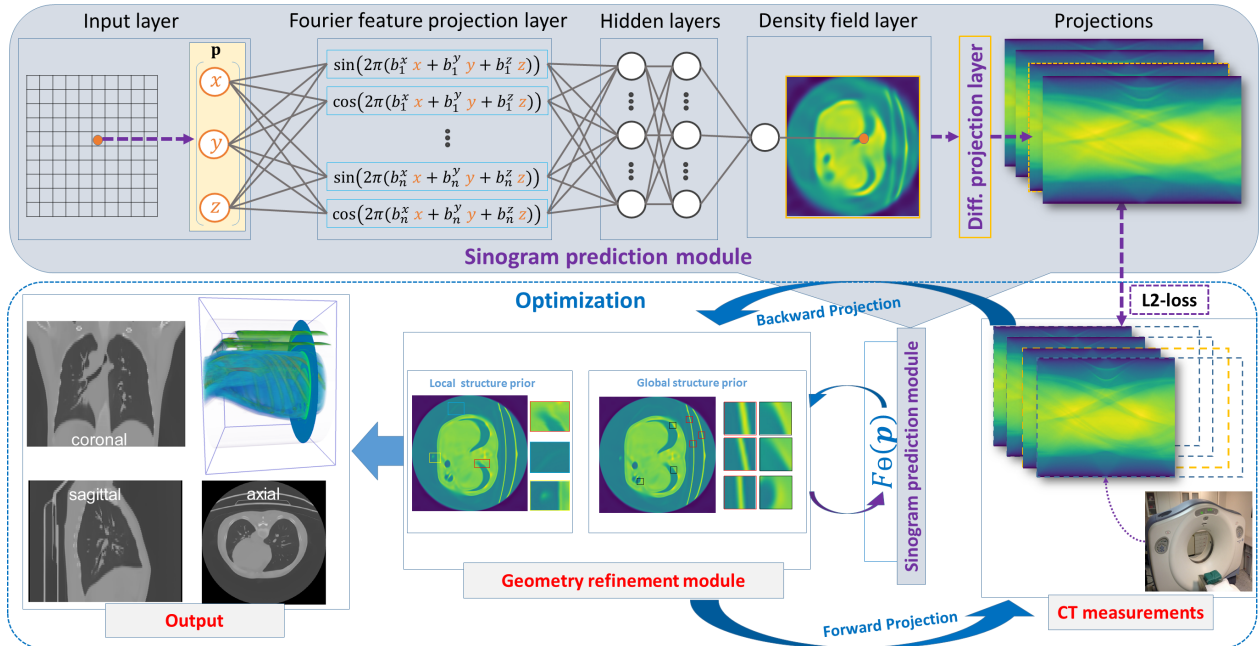 Input layer
Fourier feature projection layer
Hidden layers
Density field layer
Projections
p
x
y
z
sin(2π(b₁ˣ x + b₁ʸ y + b₁ᶻ z))
cos(2π(b₁ˣ x + b₁ʸ y + b₁ᶻ z))
sin(2π(bₙˣ x + bₙʸ y + bₙᶻ z))
cos(2π(bₙˣ x + bₙʸ y + bₙᶻ z))
Diff. projection layer
Sinogram prediction module
Optimization
Backward Projection
L2-loss
Local structure prior
Global structure prior
FΘ(p)
Sinogram prediction module
coronal
sagittal
axial
Geometry refinement module
Output
Forward Projection
CT measurements